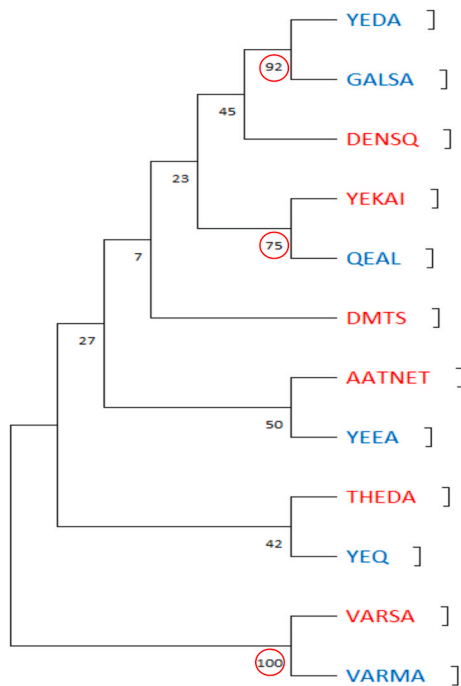 YEDA ]
92
GALSA ]
45
DENSQ ]
23
YEKAI ]
75
QEAL ]
7
DMTS ]
27
AATNET ]
50
YEEA ]
THEDA ]
42
YEQ ]
VARSA ]
100
VARMA ]